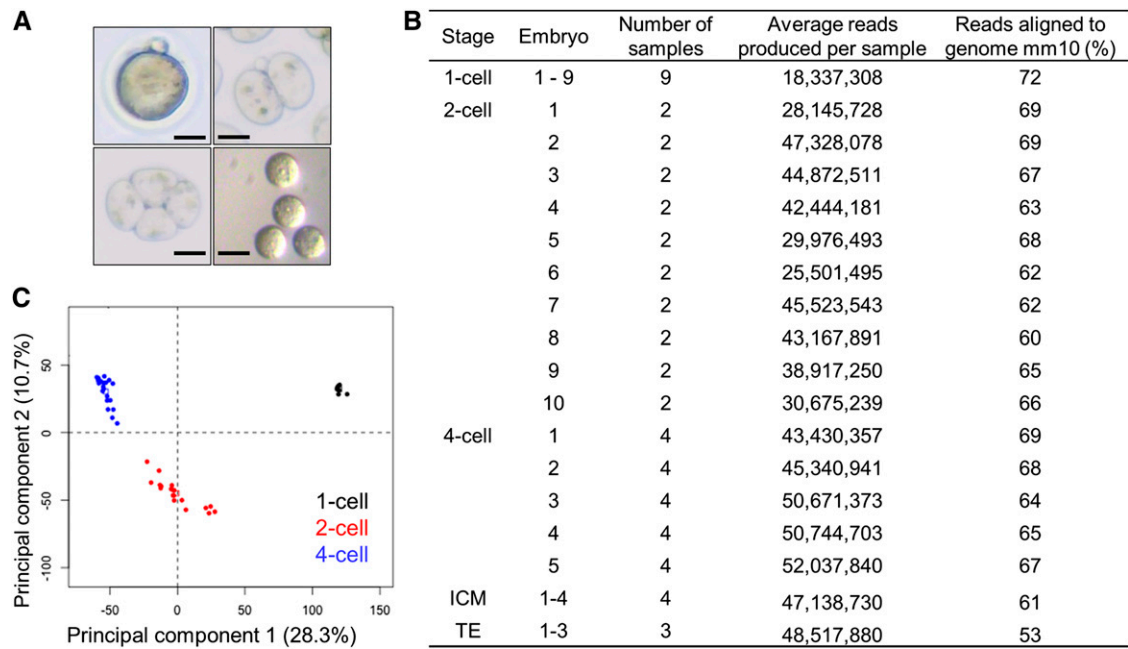 A
B
Stage Embryo Number of samples Average reads produced per sample Reads aligned to genome mm10 (%)
1-cell 1 - 9 9 18,337,308 72
2-cell 1 2 28,145,728 69
2 2 47,328,078 69
3 2 44,872,511 67
4 2 42,444,181 63
5 2 29,976,493 68
6 2 25,501,495 62
7 2 45,523,543 62
8 2 43,167,891 60
9 2 38,917,250 65
10 2 30,675,239 66
4-cell 1 4 43,430,357 69
2 4 45,340,941 68
3 4 50,671,373 64
4 4 50,744,703 65
5 4 52,037,840 67
ICM 1-4 4 47,138,730 61
TE 1-3 3 48,517,880 53
C
Principal component 2 (10.7%)
50
0
-50
-100
1-cell
2-cell
4-cell
-50 0 50 100 150
Principal component 1 (28.3%)